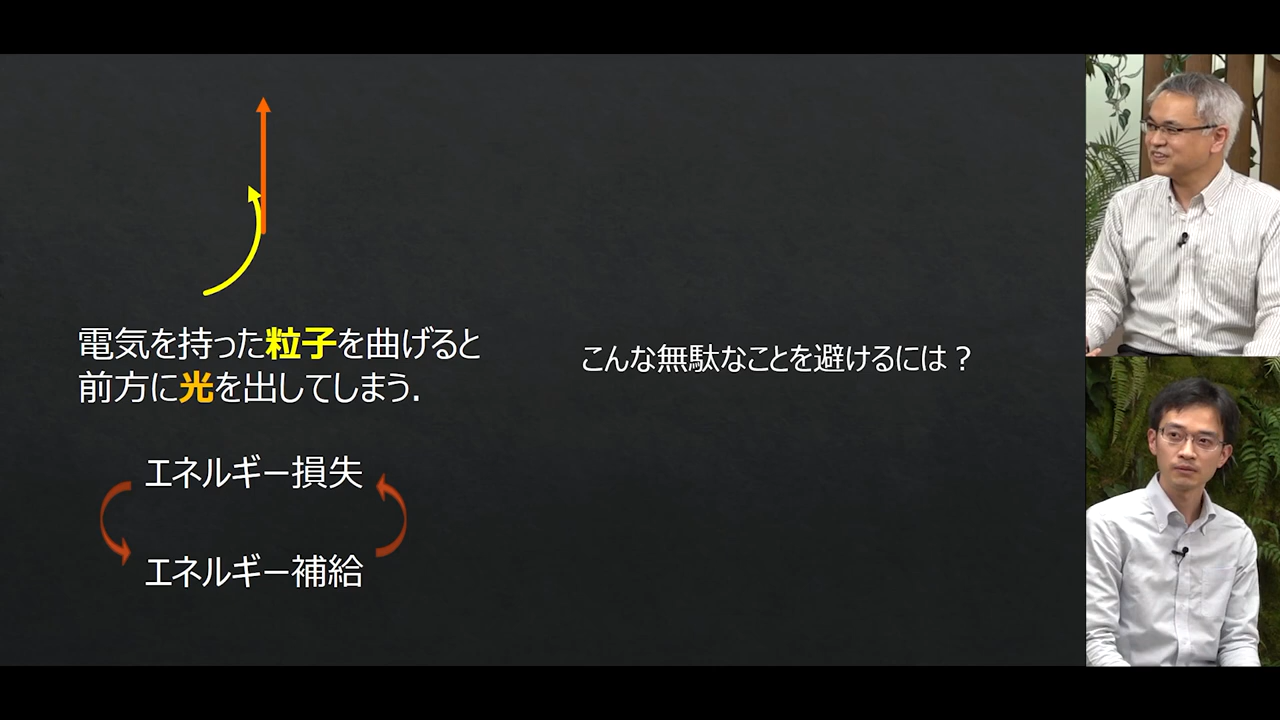 電気を持った粒子を曲げると
前方に光を出してしまう.
エネルギー損失
エネルギー補給
こんな無駄なことを避けるには？